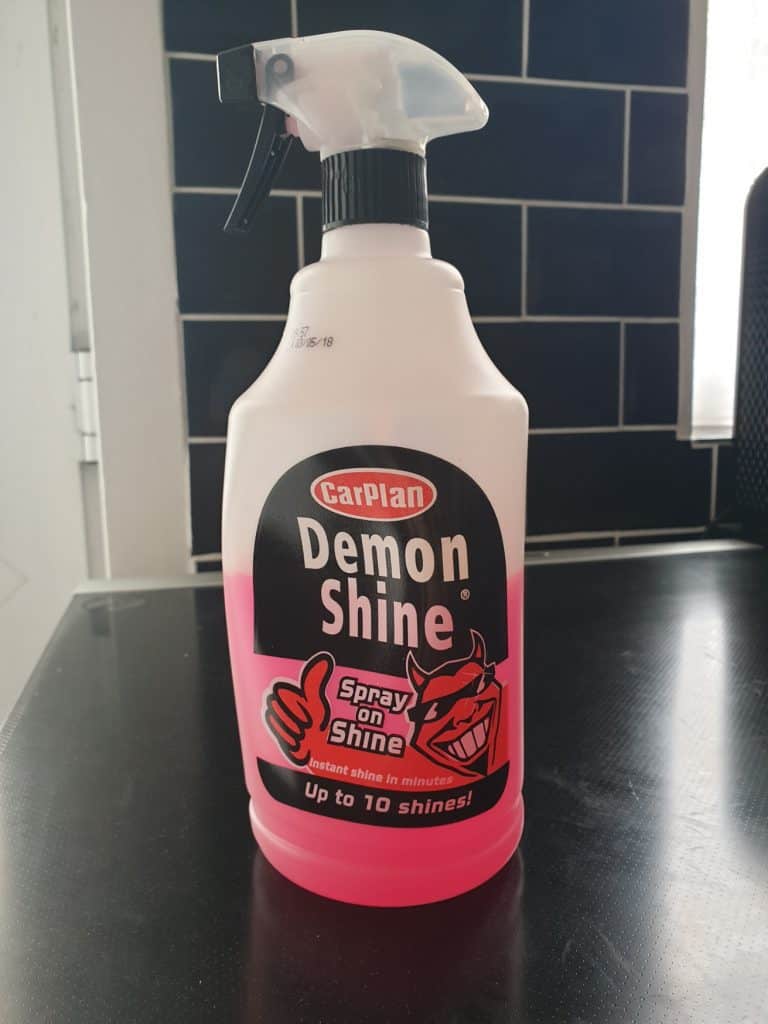 CarPlan
Demon
Shine®
Spray
on
Shine
Instant shine in minutes
Up to 10 shines!